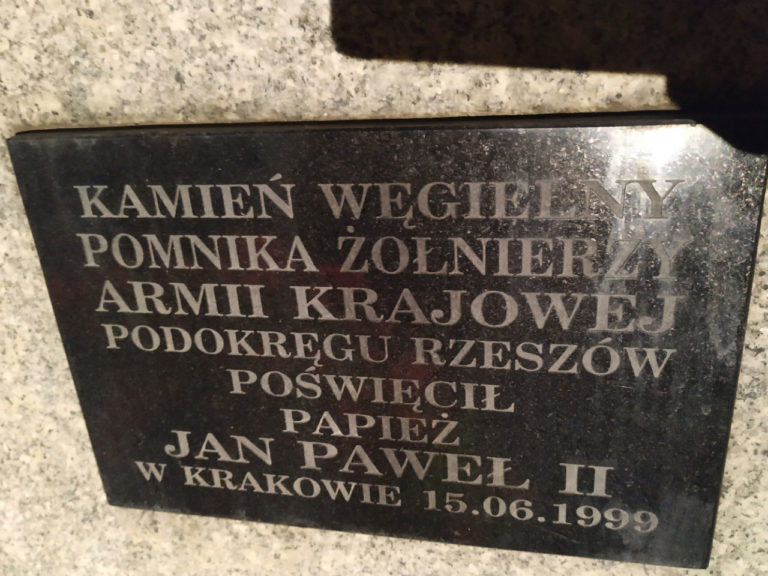 KAMIEŃ WĘGIELNY
POMNIKA ŻOŁNIERZY
ARMII KRAJOWEJ
PODOKRĘGU RZESZÓW
POŚWIĘCIŁ
PAPIEŻ
JAN PAWEŁ II
W KRAKOWIE 15.06.1999